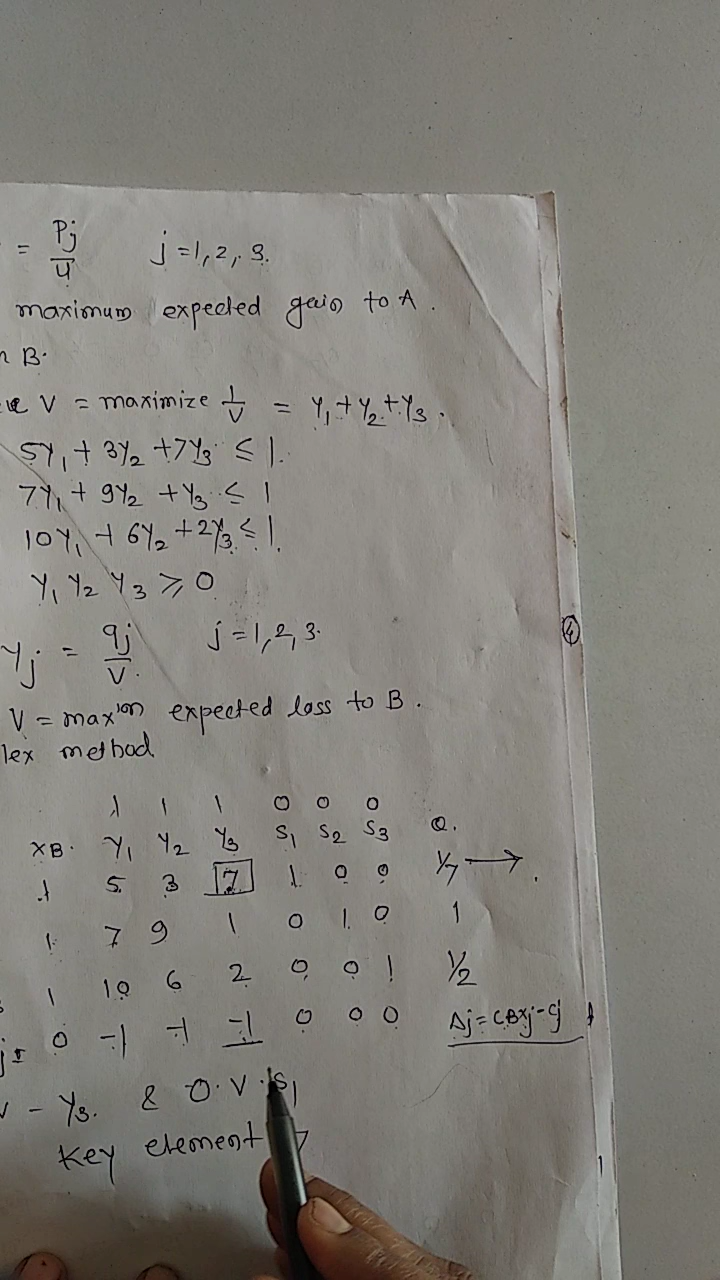 = Pj/u j = 1, 2, 3.
maximum expected gain to A.
B.
V = maximize 1/V = Y₁ + Y₂ + Y₃.
5Y₁ + 3Y₂ + 7Y₃ ≤ 1.
7Y₁ + 9Y₂ + Y₃ ≤ 1
10Y₁ + 6Y₂ + 2Y₃ ≤ 1.
Y₁ Y₂ Y₃ ≥ 0
Yj = qj/V. j = 1, 2, 3.
4
V = maxᶦᵒⁿ expected loss to B.
lex method
1 1 1 0 0 0
XB. Y₁ Y₂ Y₃ S₁ S₂ S₃ Θ.
1 5 3 7 1 0 0 1/7 →
1 7 9 1 0 1 0 1
1 10 6 2 0 0 1 1/2
0 -1 -1 -1 0 0 0 Δj = CBXj - Cj
V - Y₃. & O.V. S₁
Key element 7